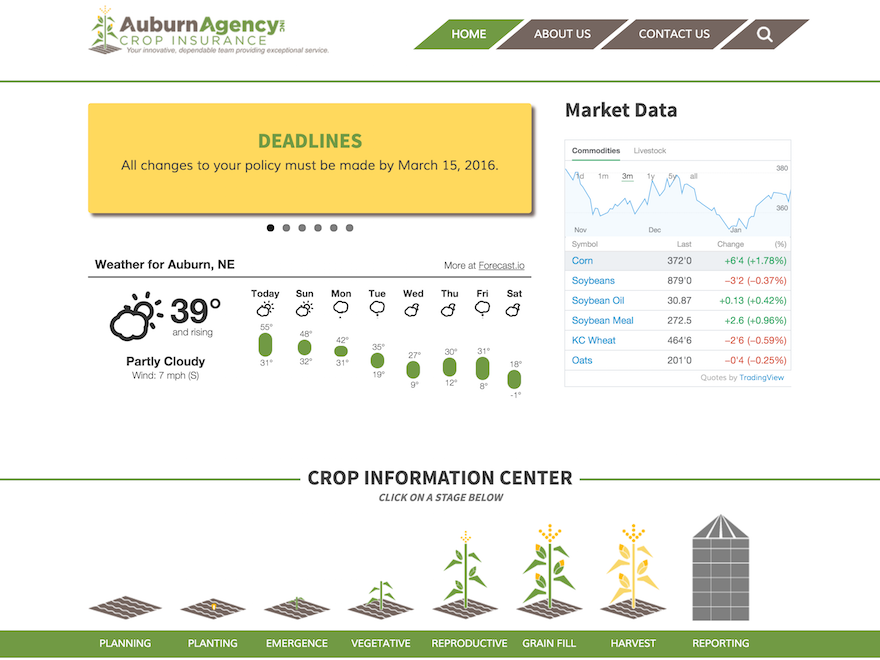 AuburnAgency INC
CROP INSURANCE
Your innovative, dependable team providing exceptional service.
HOME ABOUT US CONTACT US
DEADLINES
All changes to your policy must be made by March 15, 2016.
Market Data
Commodities Livestock
1d 1m 3m 1y 5y all
380
360
Nov Dec Jan
Symbol Last Change (%)
Corn 372'0 +6'4 (+1.78%)
Soybeans 879'0 −3'2 (−0.37%)
Soybean Oil 30.87 +0.13 (+0.42%)
Soybean Meal 272.5 +2.6 (+0.96%)
KC Wheat 464'6 −2'6 (−0.59%)
Oats 201'0 −0'4 (−0.25%)
Quotes by TradingView
Weather for Auburn, NE More at Forecast.io
39°
and rising
Partly Cloudy
Wind: 7 mph (S)
Today Sun Mon Tue Wed Thu Fri Sat
55° 48° 42° 35° 27° 30° 31° 18°
31° 32° 31° 19° 9° 12° 8° -1°
CROP INFORMATION CENTER
CLICK ON A STAGE BELOW
PLANNING PLANTING EMERGENCE VEGETATIVE REPRODUCTIVE GRAIN FILL HARVEST REPORTING